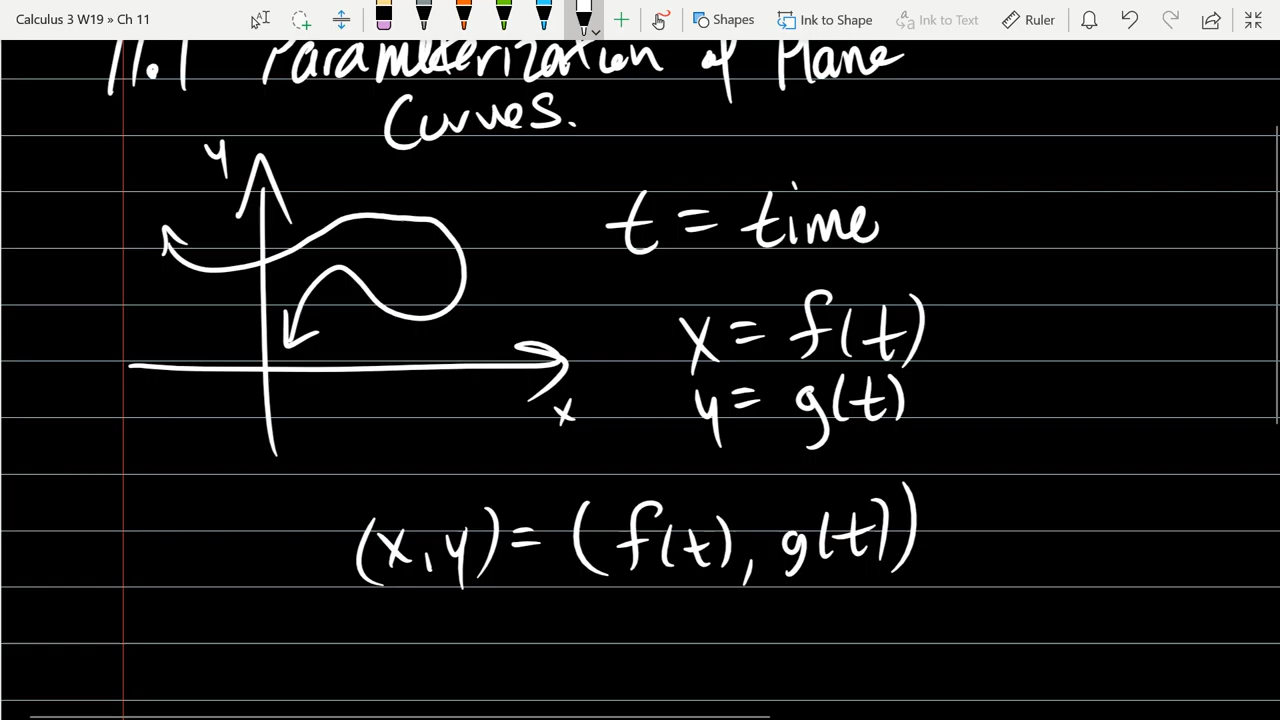 Calculus 3 W19 » Ch 11
Shapes Ink to Shape Ink to Text Ruler
11.1 Parameterization of Plane
Curves.
y
t = time
x = f(t)
y = g(t)
x
(x,y) = (f(t), g(t))